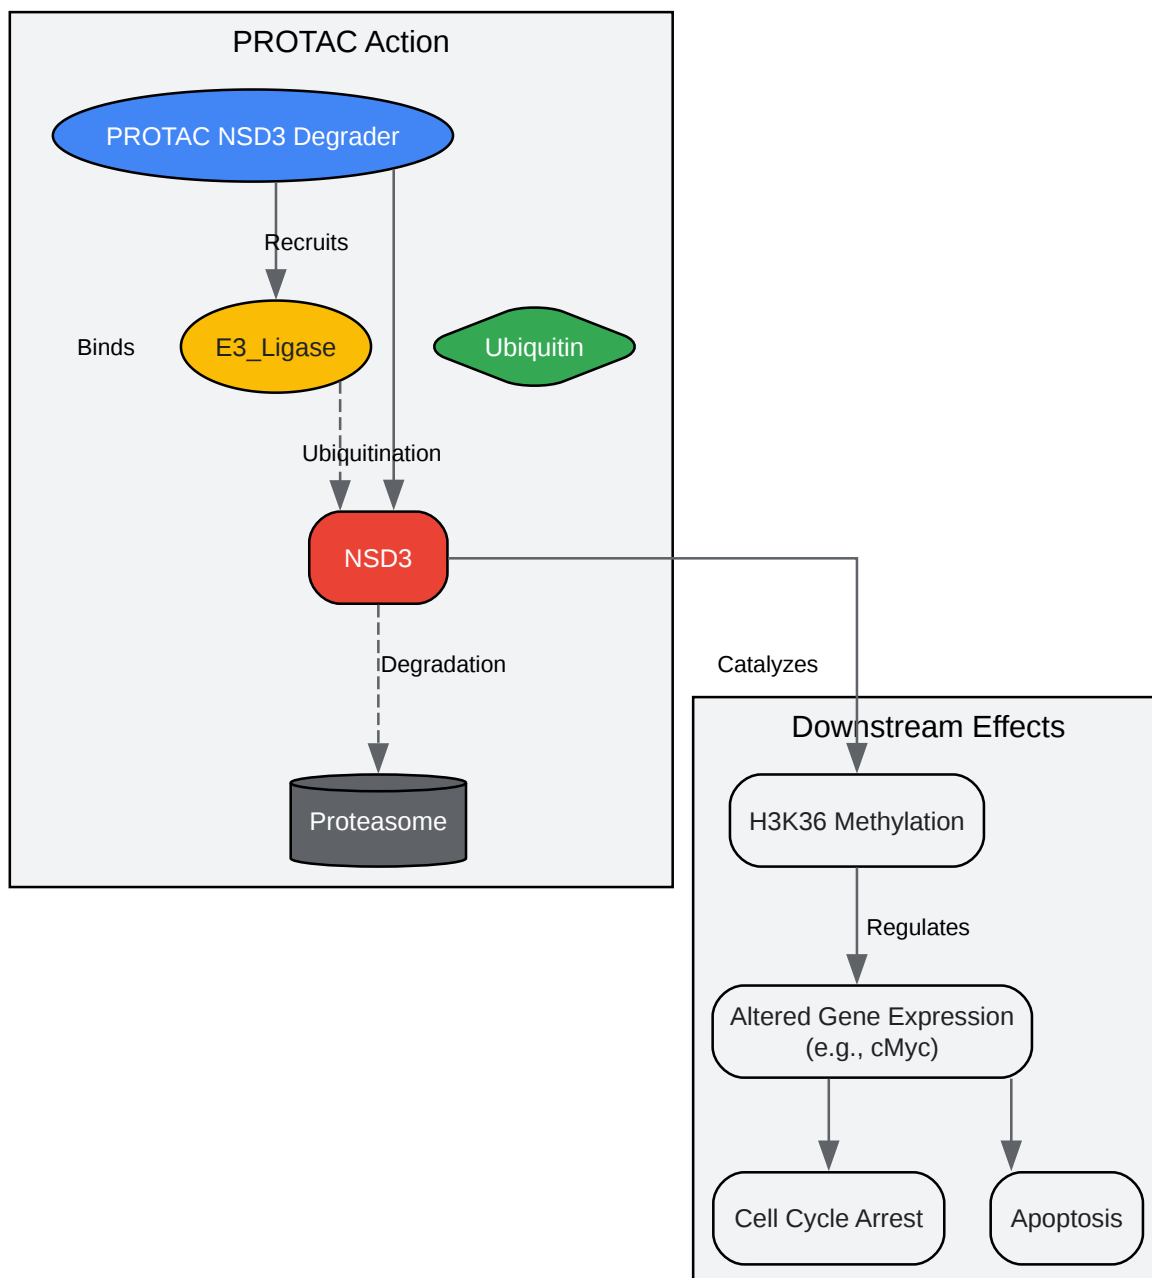 PROTAC Action
PROTAC NSD3 Degrader
Recruits
Binds
E3_Ligase
Ubiquitin
Ubiquitination
NSD3
Degradation
Catalyzes
Downstream Effects
Proteasome
H3K36 Methylation
Regulates
Altered Gene Expression
(e.g., cMyc)
Cell Cycle Arrest
Apoptosis